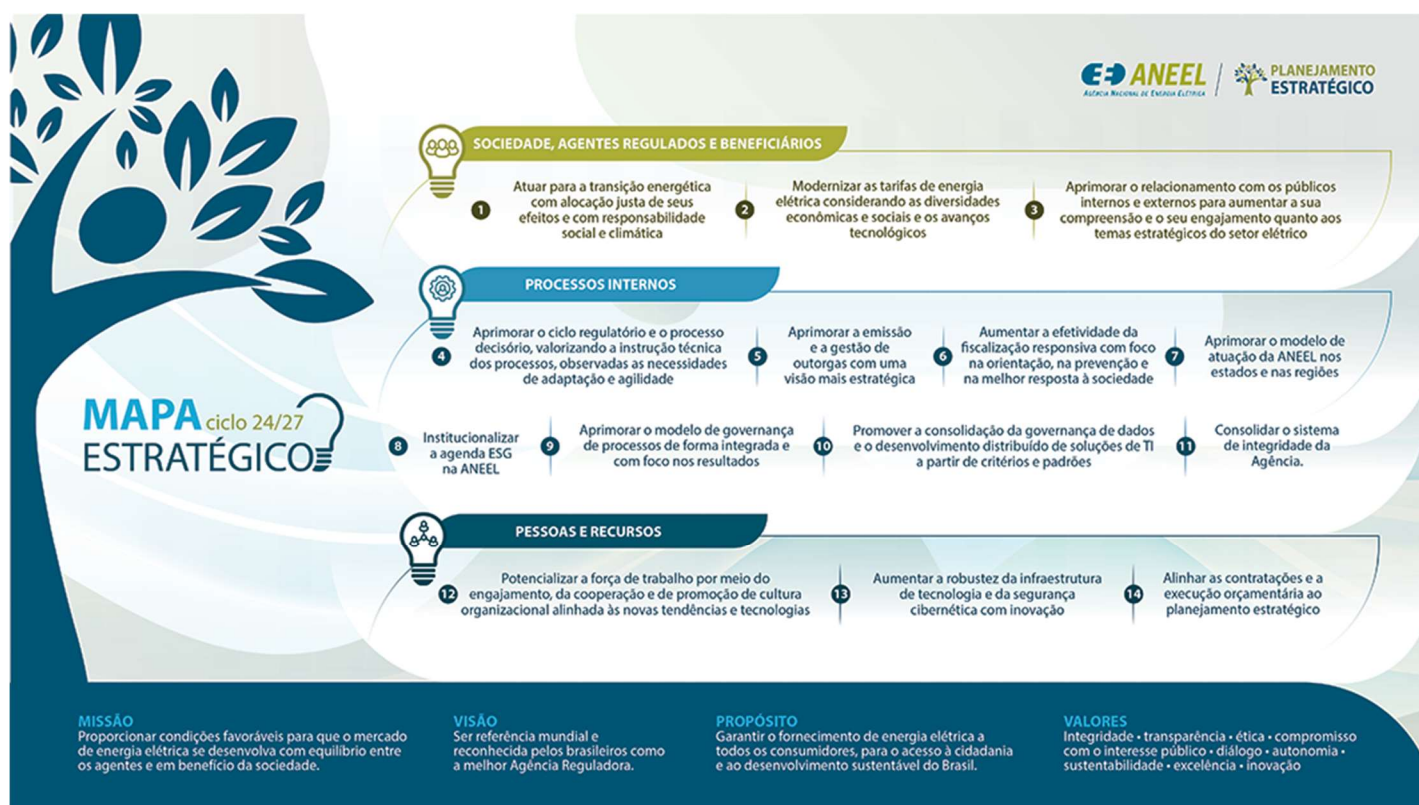 ANEEL
AGÊNCIA NACIONAL DE ENERGIA ELÉTRICA
PLANEJAMENTO
ESTRATÉGICO
SOCIEDADE, AGENTES REGULADOS E BENEFICIÁRIOS
1
Atuar para a transição energética
com alocação justa de seus
efeitos e com responsabilidade
social e climática
2
Modernizar as tarifas de energia
elétrica considerando as diversidades
econômicas e sociais e os avanços
tecnológicos
3
Aprimorar o relacionamento com os públicos
internos e externos para aumentar a sua
compreensão e o seu engajamento quanto aos
temas estratégicos do setor elétrico
PROCESSOS INTERNOS
4
Aprimorar o ciclo regulatório e o processo
decisório, valorizando a instrução técnica
dos processos, observadas as necessidades
de adaptação e agilidade
5
Aprimorar a emissão
e a gestão de
outorgas com uma
visão mais estratégica
6
Aumentar a efetividade da
fiscalização responsiva com foco
na orientação, na prevenção e
na melhor resposta à sociedade
7
Aprimorar o modelo de
atuação da ANEEL nos
estados e nas regiões
MAPA ciclo 24/27
ESTRATÉGICO
8
Institucionalizar
a agenda ESG
na ANEEL
9
Aprimorar o modelo de governança
de processos de forma integrada e
com foco nos resultados
10
Promover a consolidação da governança de dados
e o desenvolvimento distribuído de soluções de TI
a partir de critérios e padrões
11
Consolidar o sistema
de integridade da
Agência.
PESSOAS E RECURSOS
12
Potencializar a força de trabalho por meio do
engajamento, da cooperação e de promoção de cultura
organizacional alinhada às novas tendências e tecnologias
13
Aumentar a robustez da infraestrutura
de tecnologia e da segurança
cibernética com inovação
14
Alinhar as contratações e a
execução orçamentária ao
planejamento estratégico
MISSÃO
Proporcionar condições favoráveis para que o mercado
de energia elétrica se desenvolva com equilíbrio entre
os agentes e em benefício da sociedade.
VISÃO
Ser referência mundial e
reconhecida pelos brasileiros como
a melhor Agência Reguladora.
PROPÓSITO
Garantir o fornecimento de energia elétrica a
todos os consumidores, para o acesso à cidadania
e ao desenvolvimento sustentável do Brasil.
VALORES
Integridade • transparência • ética • compromisso
com o interesse público • diálogo • autonomia •
sustentabilidade • excelência • inovação